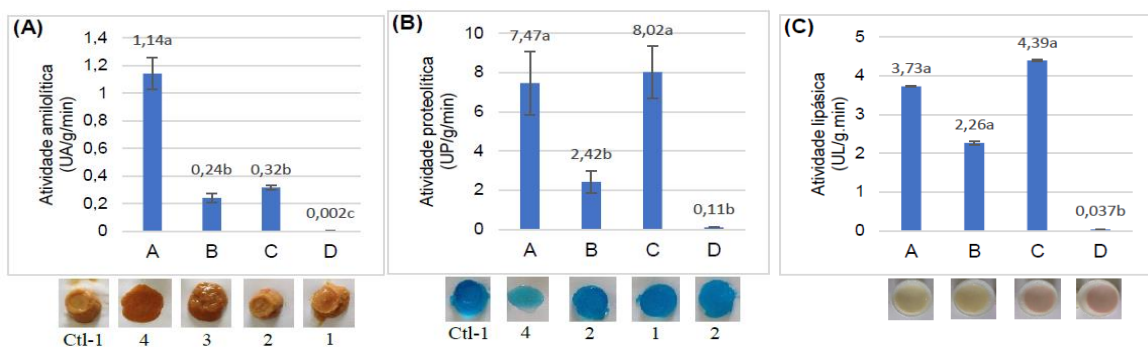 (A)
Atividade amilolítica
(UA/g/min)
1,4
1,2
1
0,8
0,6
0,4
0,2
0
1,14a
0,24b
0,32b
0,002c
A B C D
Ctl-1 4 3 2 1
(B)
Atividade proteolítica
(UP/g/min)
10
8
6
4
2
0
7,47a
2,42b
8,02a
0,11b
A B C D
Ctl-1 4 2 1 2
(C)
Atividade lipásica
(UL/g.min)
5
4
3
2
1
0
3,73a
2,26a
4,39a
0,037b
A B C D